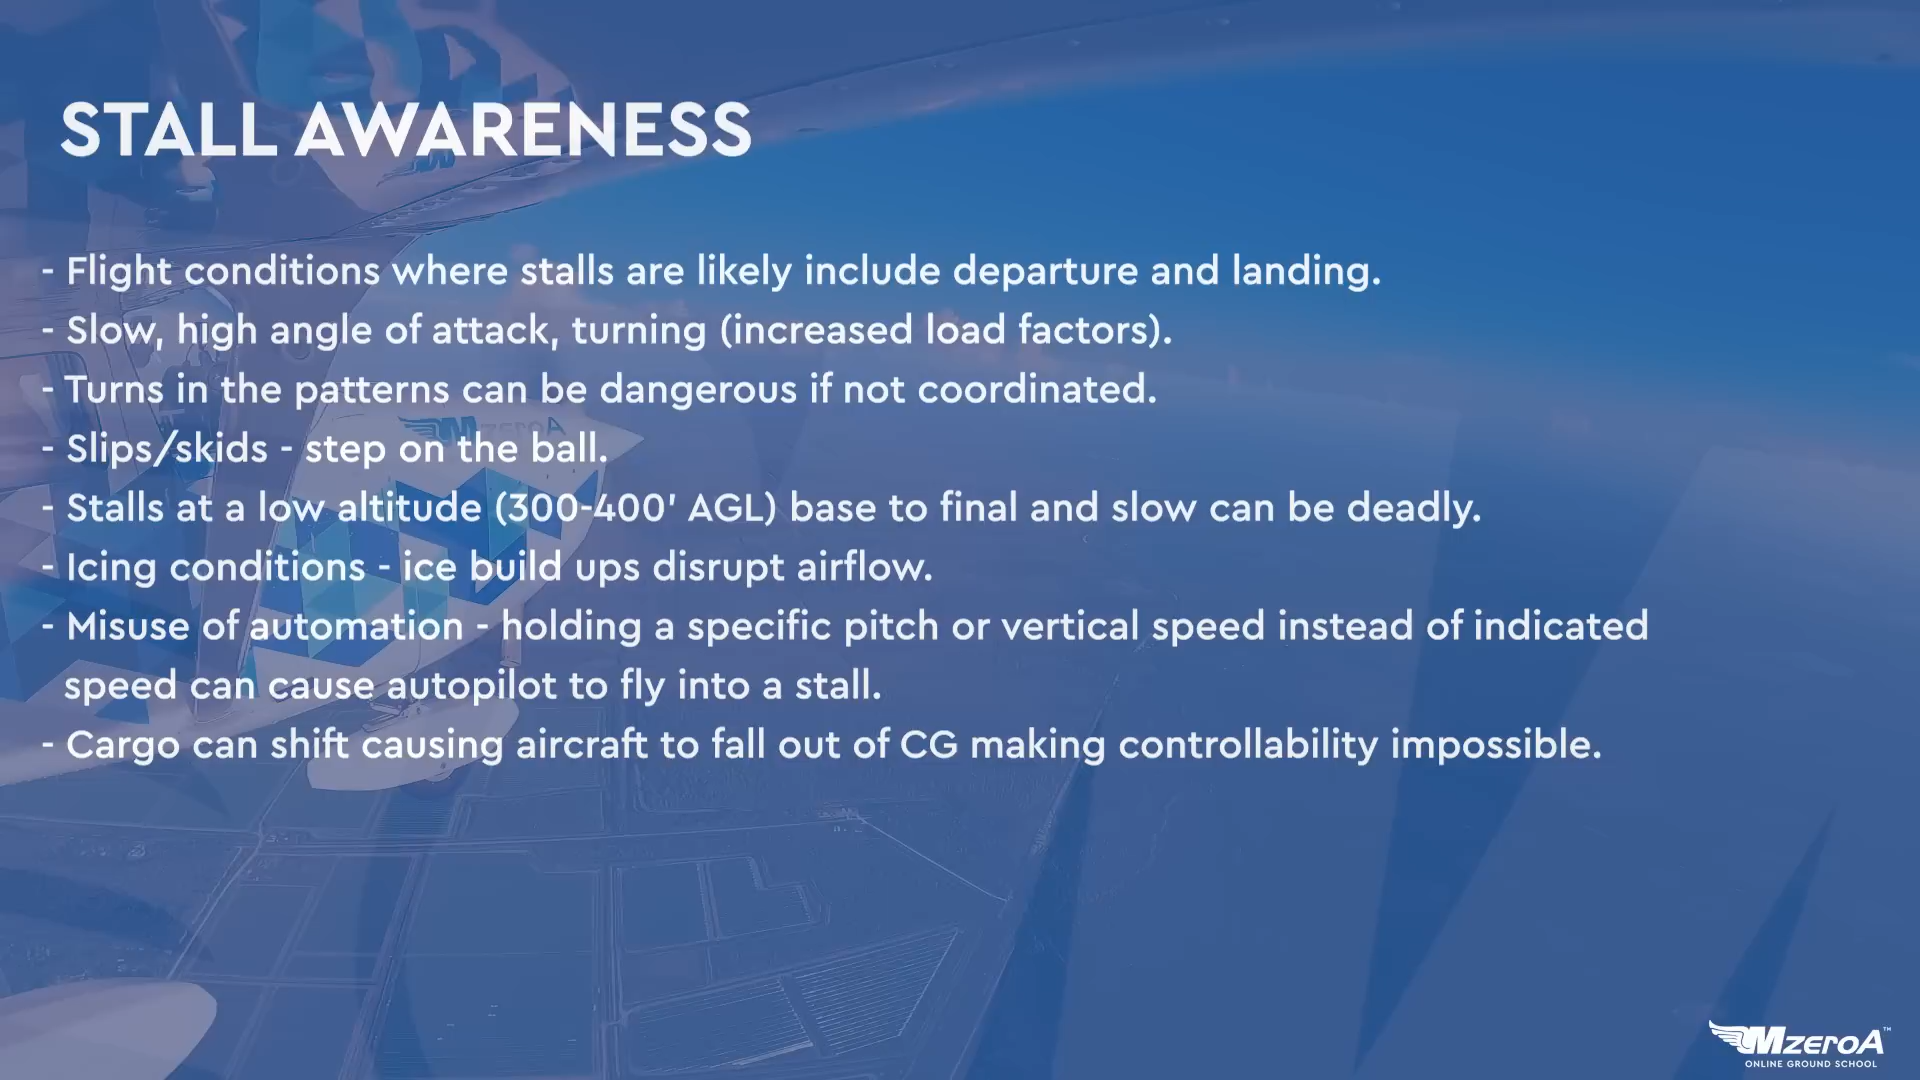 STALL AWARENESS
- Flight conditions where stalls are likely include departure and landing.
- Slow, high angle of attack, turning (increased load factors).
- Turns in the patterns can be dangerous if not coordinated.
- Slips/skids - step on the ball.
- Stalls at a low altitude (300-400' AGL) base to final and slow can be deadly.
- Icing conditions - ice build ups disrupt airflow.
- Misuse of automation - holding a specific pitch or vertical speed instead of indicated
speed can cause autopilot to fly into a stall.
- Cargo can shift causing aircraft to fall out of CG making controllability impossible.
MzeroA
MzeroA™
ONLINE GROUND SCHOOL